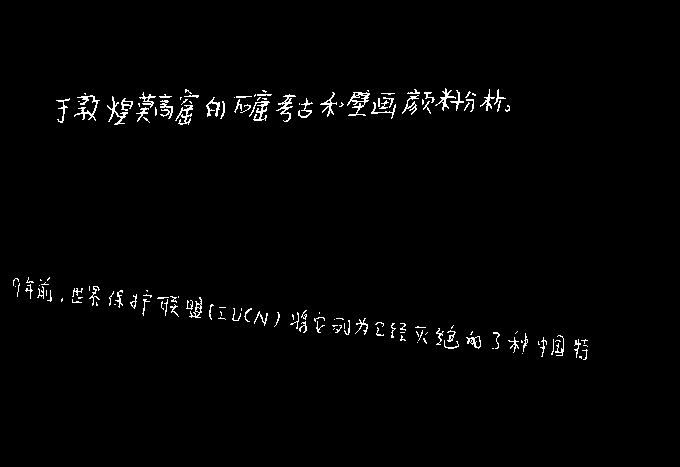 于敦煌莫高窟的石窟考古和壁画颜料分析。
9年前,世界保护联盟(IUCN)将它列为已经灭绝的3种中国特